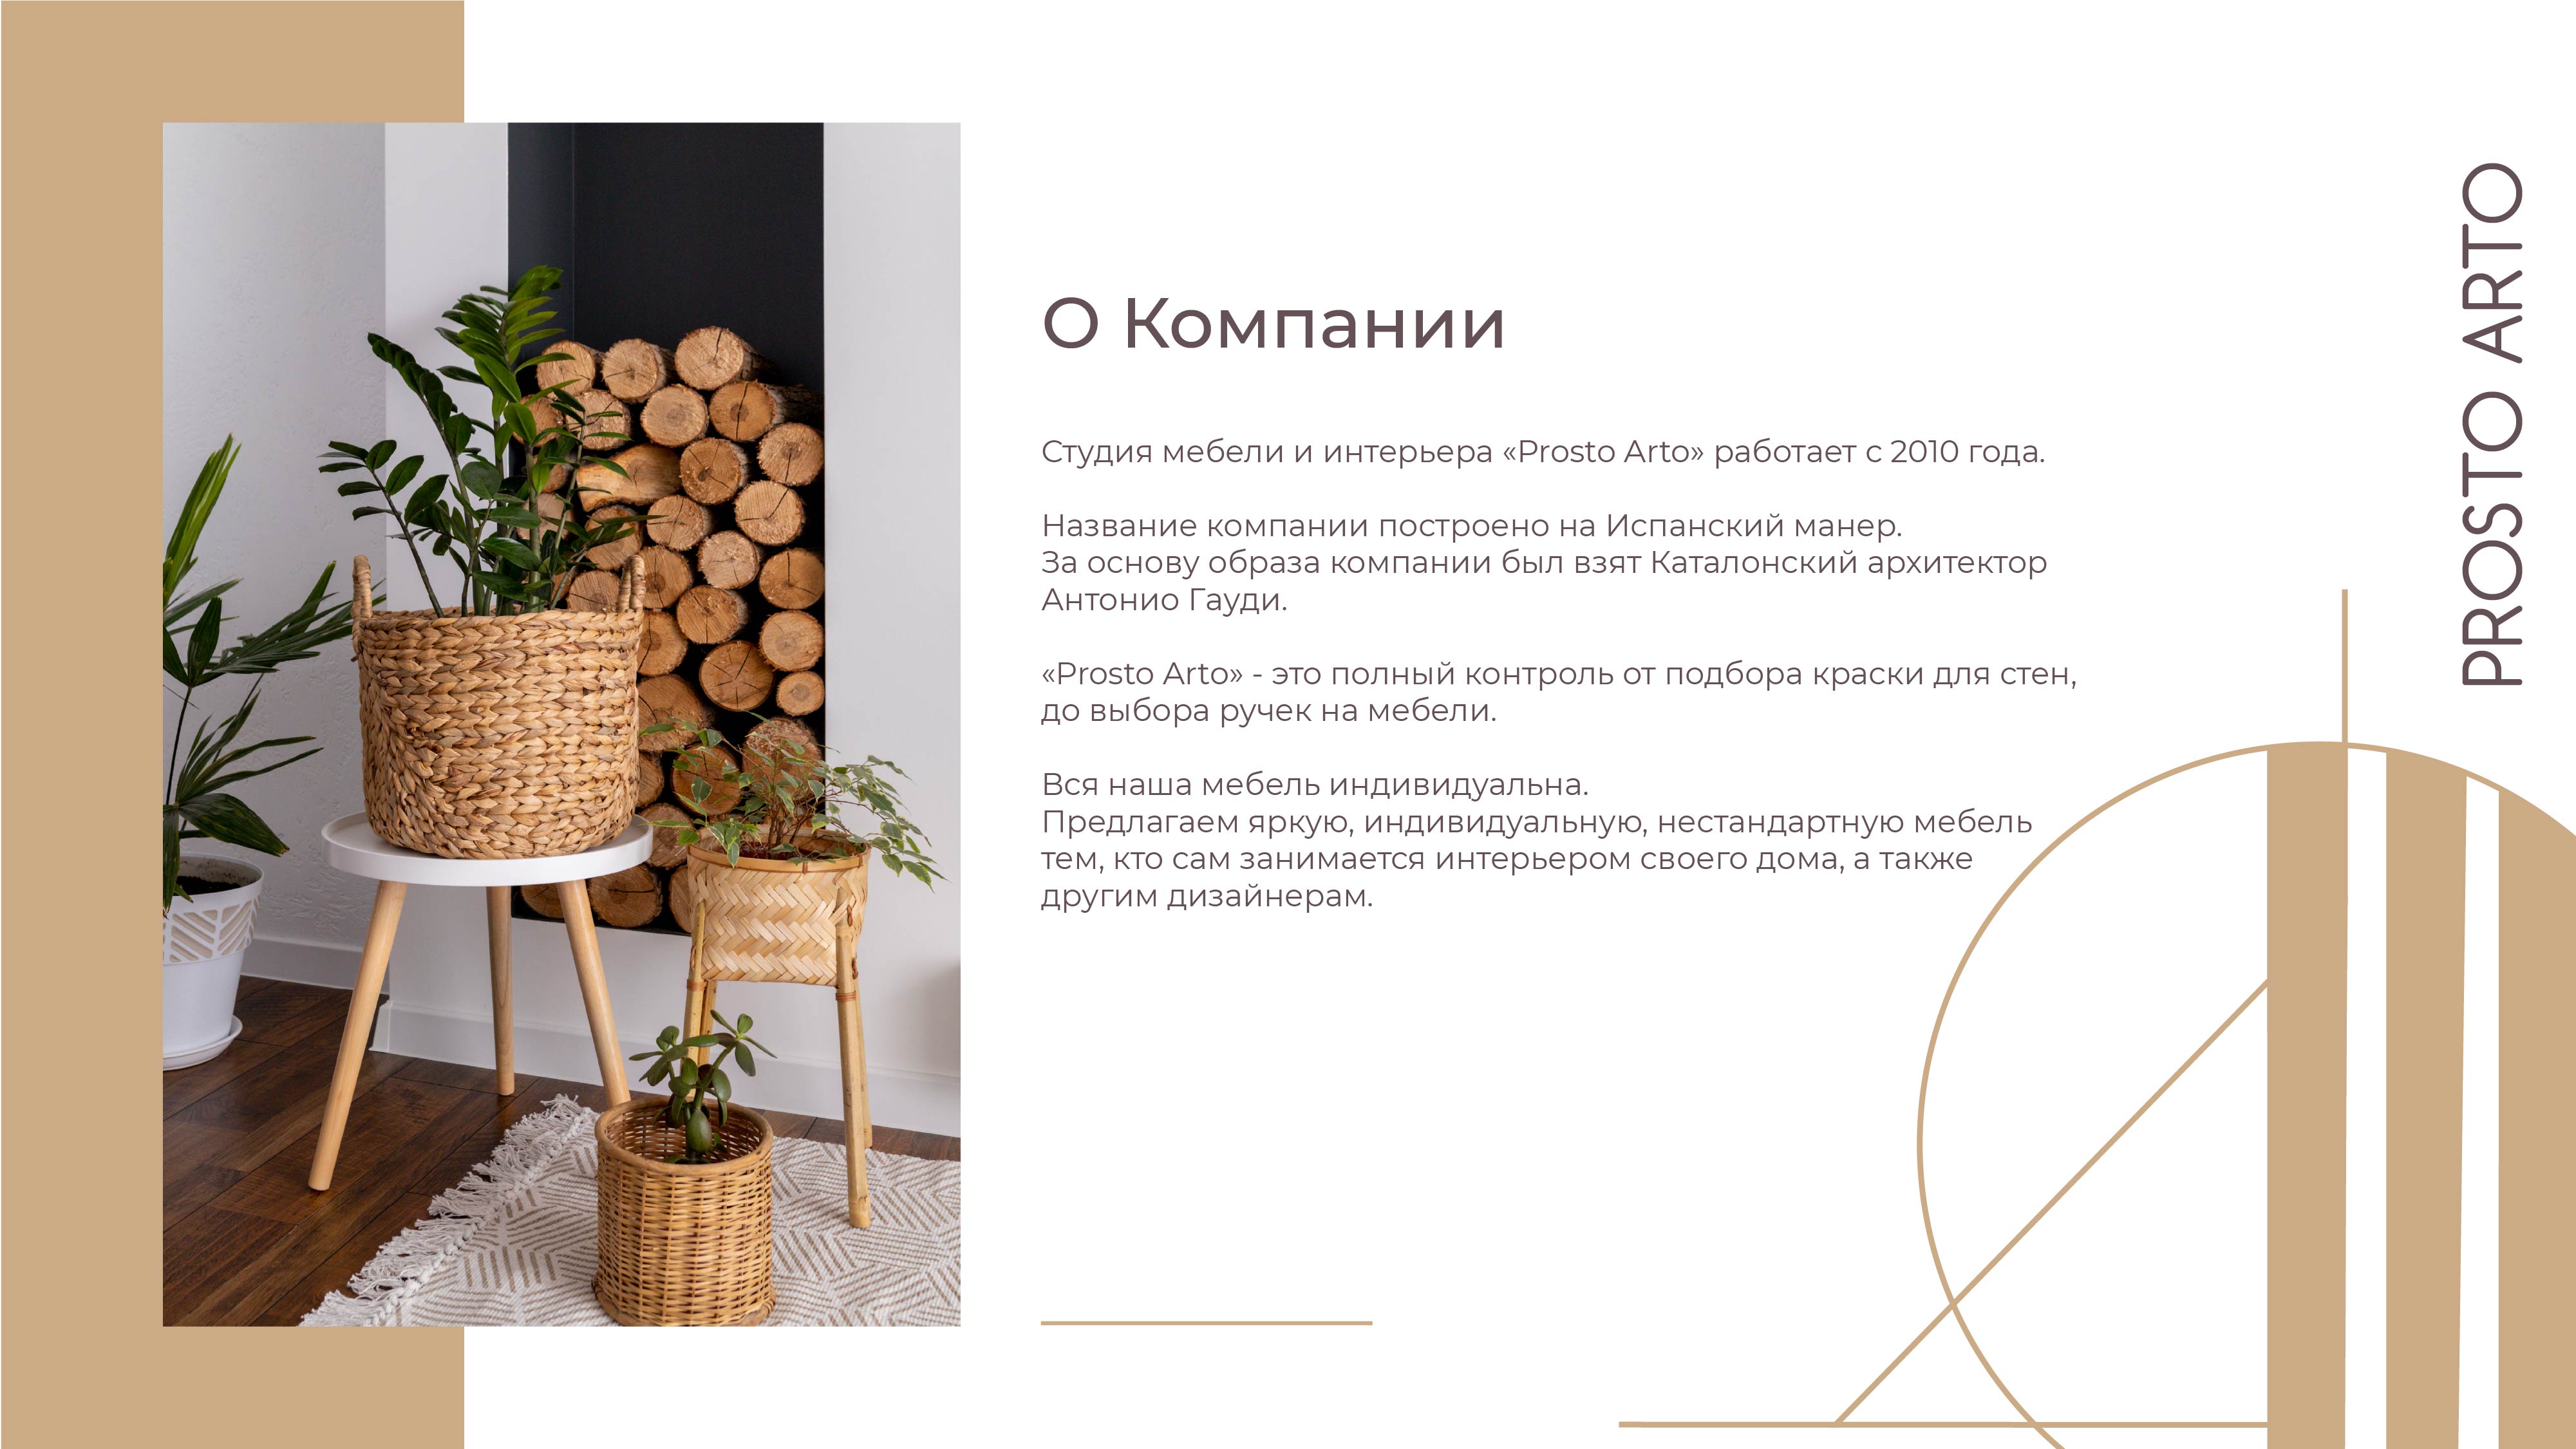 О Компании
Студия мебели и интерьера «Prosto Arto» работает с 2010 года.
Название компании построено на Испанский манер.
За основу образа компании был взят Каталонский архитектор
Антонио Гауди.
«Prosto Arto» - это полный контроль от подбора краски для стен,
до выбора ручек на мебели.
Вся наша мебель индивидуальна.
Предлагаем яркую, индивидуальную, нестандартную мебель
тем, кто сам занимается интерьером своего дома, а также
другим дизайнерам.
PROSTO ARTO